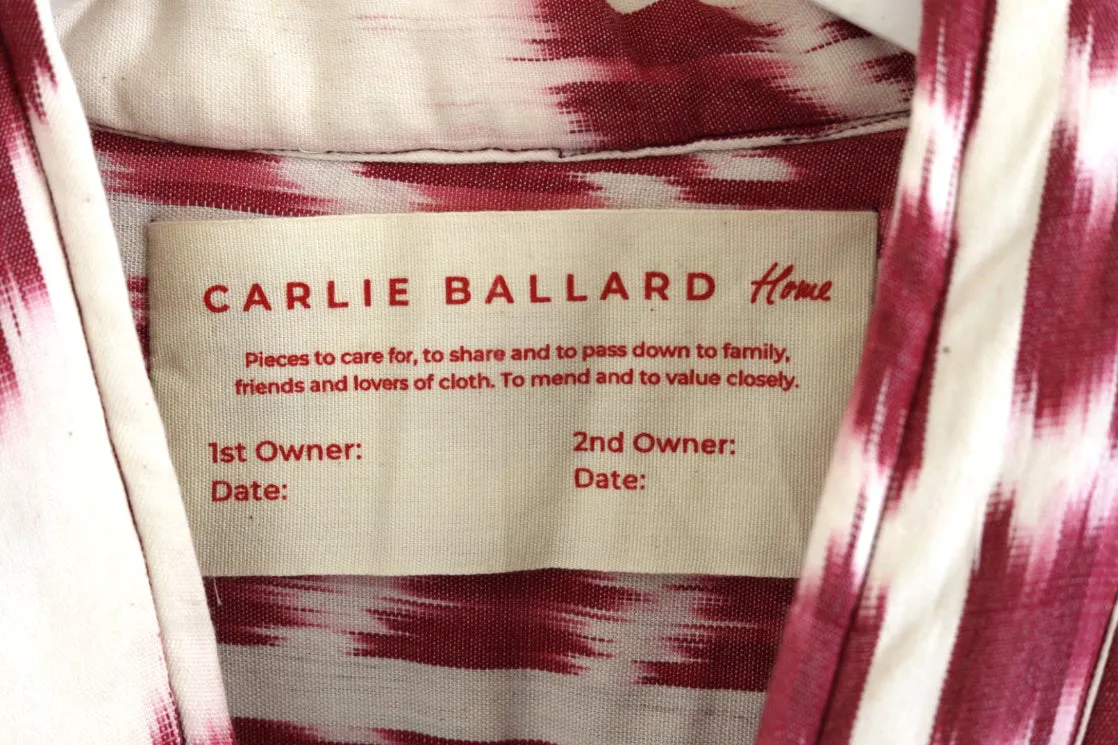 CARLIE BALLARD Home
Pieces to care for, to share and to pass down to family,
friends and lovers of cloth. To mend and to value closely.
1st Owner: 2nd Owner:
Date: Date: